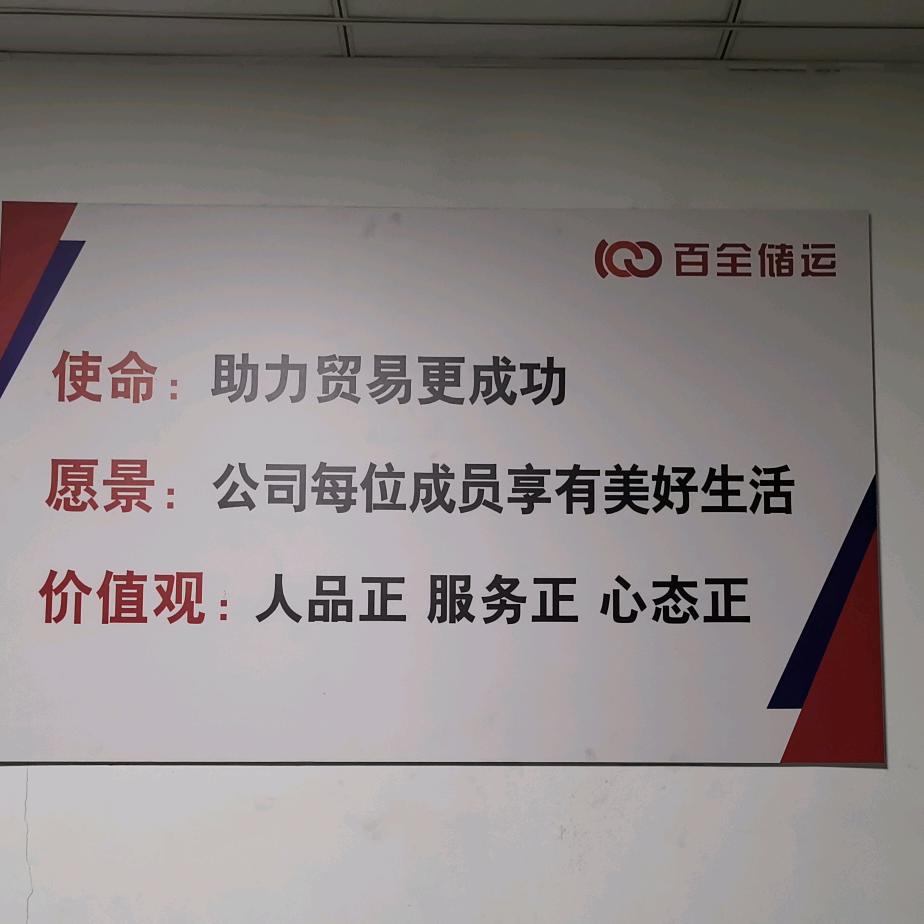 百全储运
使命：助力贸易更成功
愿景：公司每位成员享有美好生活
价值观：人品正 服务正 心态正